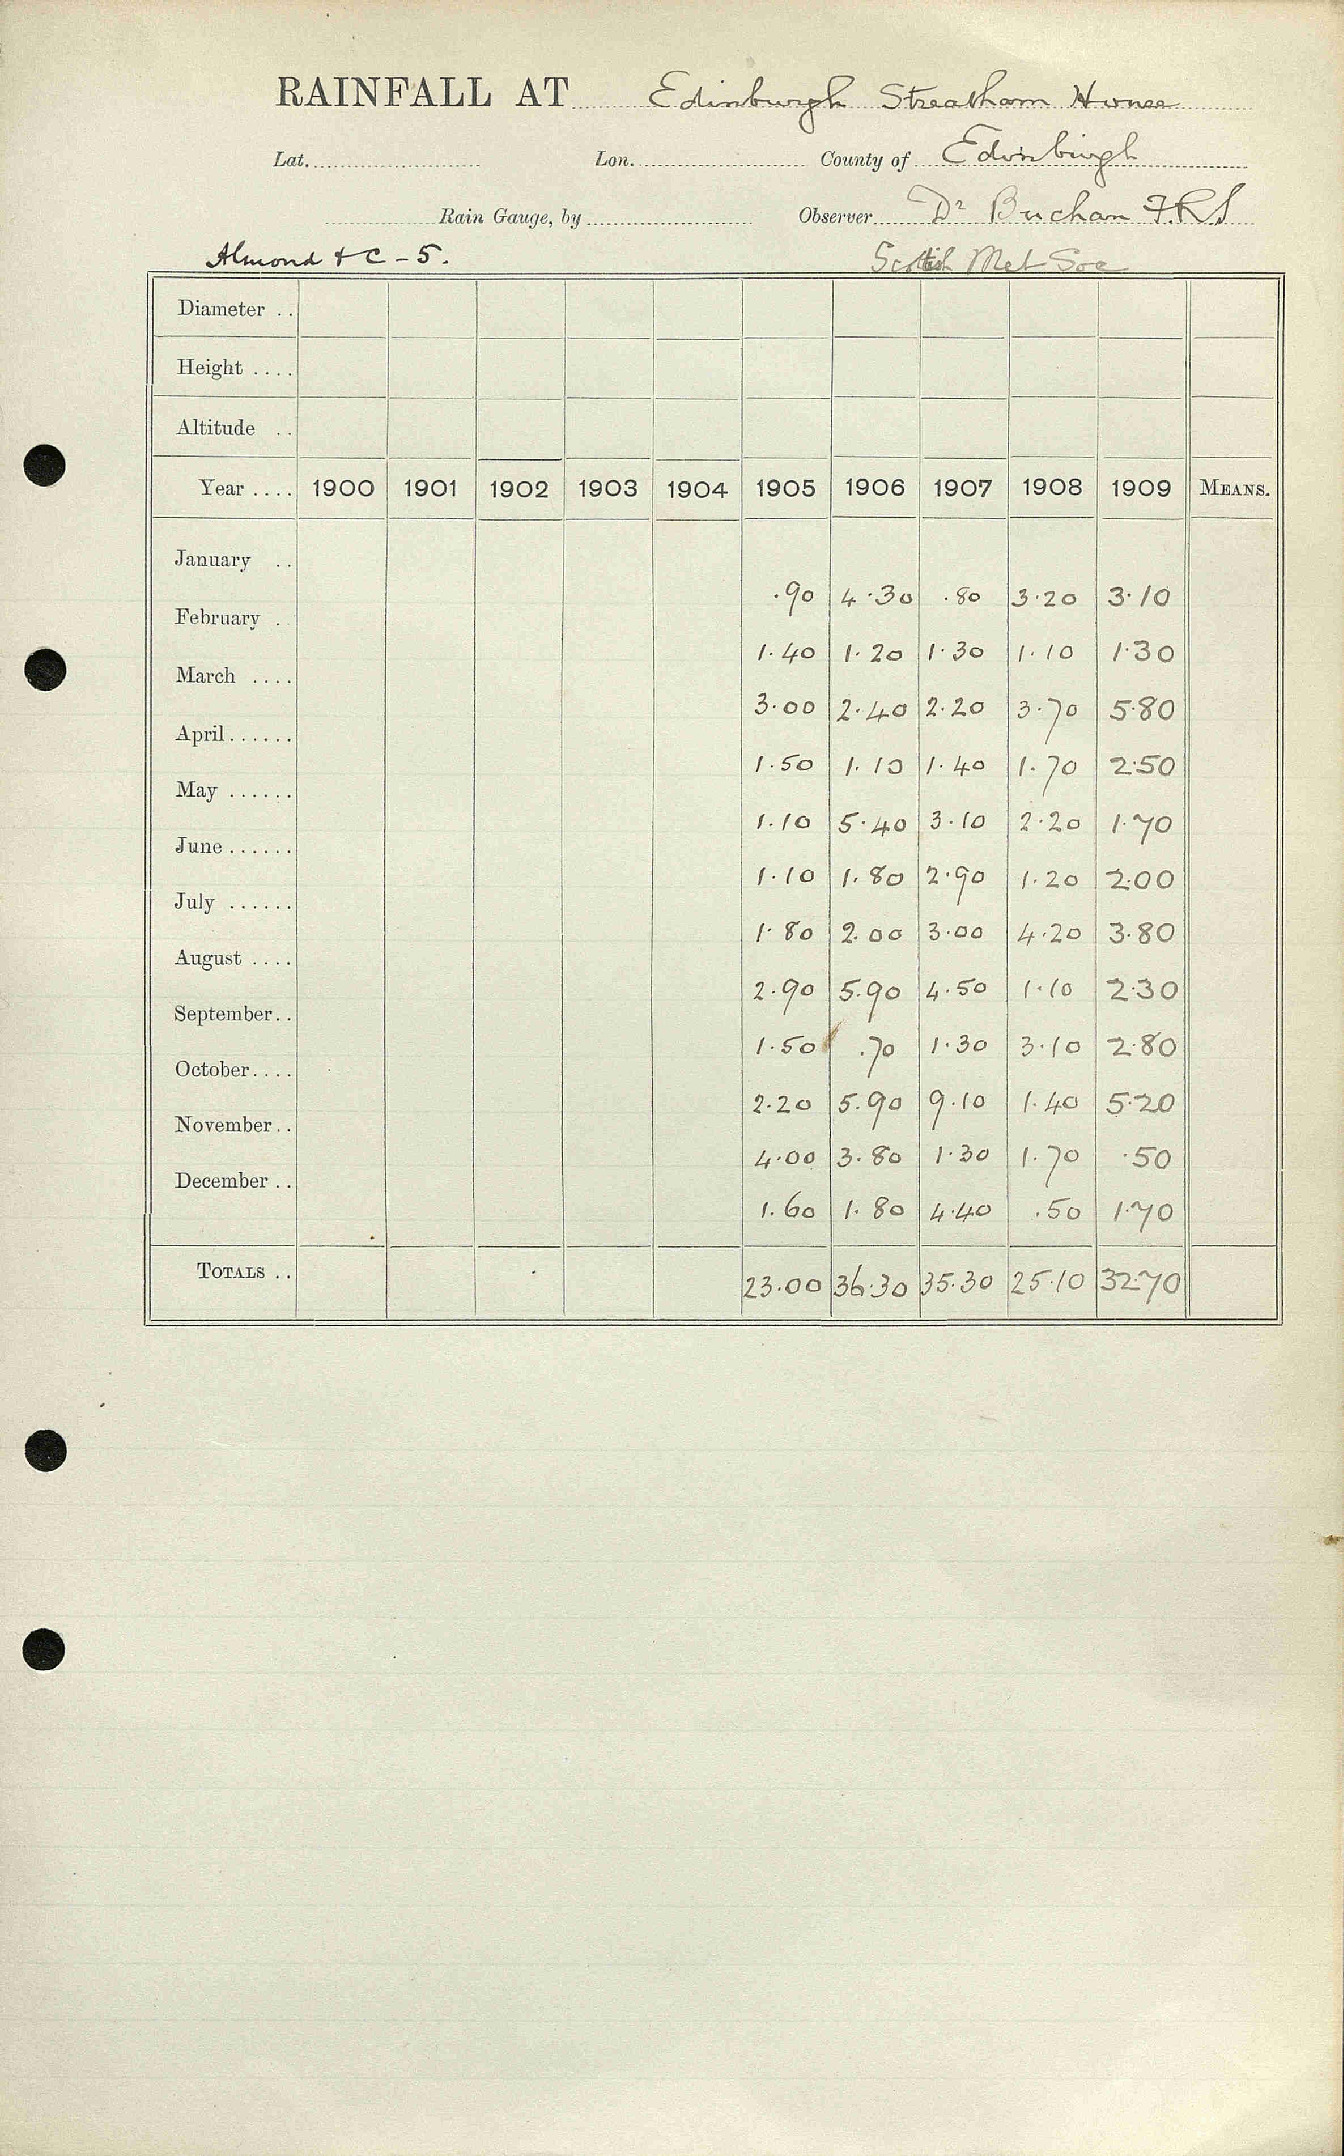 RAINFALL AT Edinburgh Streatham House
Lat. Lon. County of Edinburgh
Rain Gauge, by Observer Dr Buchan F.R.S
Almond + C - 5. Scottish Met Soc
Diameter ..
Height ....
Altitude ..
Year .... 1900 1901 1902 1903 1904 1905 1906 1907 1908 1909 MEANS.
January ..
.90 4.30 .80 3.20 3.10
February .
1.40 1.20 1.30 1.10 1.30
March ....
3.00 2.40 2.20 3.70 5.80
April......
1.50 1.10 1.40 1.70 2.50
May ......
1.10 5.40 3.10 2.20 1.70
June......
1.10 1.80 2.90 1.20 2.00
July ......
1.80 2.00 3.00 4.20 3.80
August ....
2.90 5.90 4.50 1.10 2.30
September..
1.50 .70 1.30 3.10 2.80
October....
2.20 5.90 9.10 1.40 5.20
November..
4.00 3.80 1.30 1.70 .50
December ..
1.60 1.80 4.40 .50 1.70
TOTALS .. 23.00 36.30 35.30 25.10 32.70